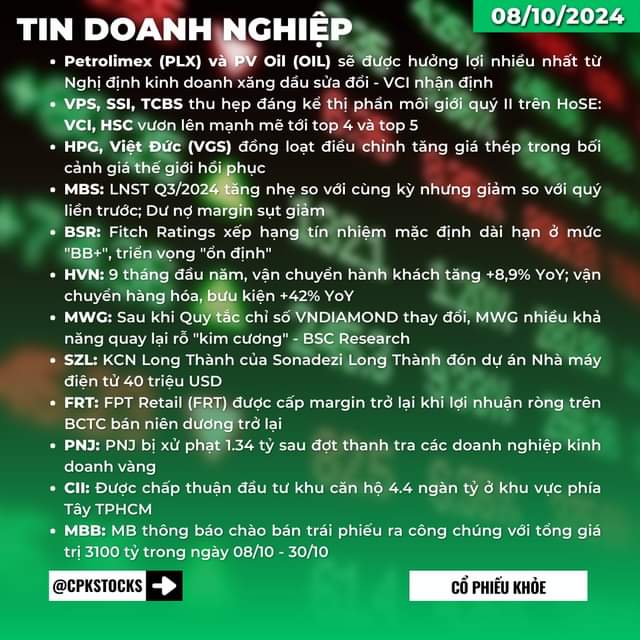 08/10/2024
TIN DOANH NGHIỆP
• Petrolimex (PLX) và PV Oil (OIL) sẽ được hưởng lợi nhiều nhất từ
Nghị định kinh doanh xăng dầu sửa đổi - VCI nhận định
• VPS, SSI, TCBS thu hẹp đáng kể thị phần môi giới quý II trên HoSE:
VCI, HSC vươn lên mạnh mẽ tới top 4 và top 5
• HPG, Việt Đức (VGS) đồng loạt điều chỉnh tăng giá thép trong bối
cảnh giá thế giới hồi phục
• MBS: LNST Q3/2024 tăng nhẹ so với cùng kỳ nhưng giảm so với quý
liền trước; Dư nợ margin sụt giảm
• BSR: Fitch Ratings xếp hạng tín nhiệm mặc định dài hạn ở mức
"BB+", triển vọng "ổn định"
• HVN: 9 tháng đầu năm, vận chuyển hành khách tăng +8,9% YoY; vận
chuyển hàng hóa, bưu kiện +42% YoY
• MWG: Sau khi Quy tắc chỉ số VNDIAMOND thay đổi, MWG nhiều khả
năng quay lại rỗ "kim cương" - BSC Research
• SZL: KCN Long Thành của Sonadezi Long Thành đón dự án Nhà máy
điện tử 40 triệu USD
• FRT: FPT Retail (FRT) được cấp margin trở lại khi lợi nhuận ròng trên
BCTC bán niên dương trở lại
• PNJ: PNJ bị xử phạt 1.34 tỷ sau đợt thanh tra các doanh nghiệp kinh
doanh vàng
• CII: Được chấp thuận đầu tư khu căn hộ 4.4 ngàn tỷ ở khu vực phía
Tây TPHCM
• MBB: MB thông báo chào bán trái phiếu ra công chúng với tổng giá
trị 3100 tỷ trong ngày 08/10 - 30/10
@CPKSTOCKS
CỔ PHIẾU KHỎE